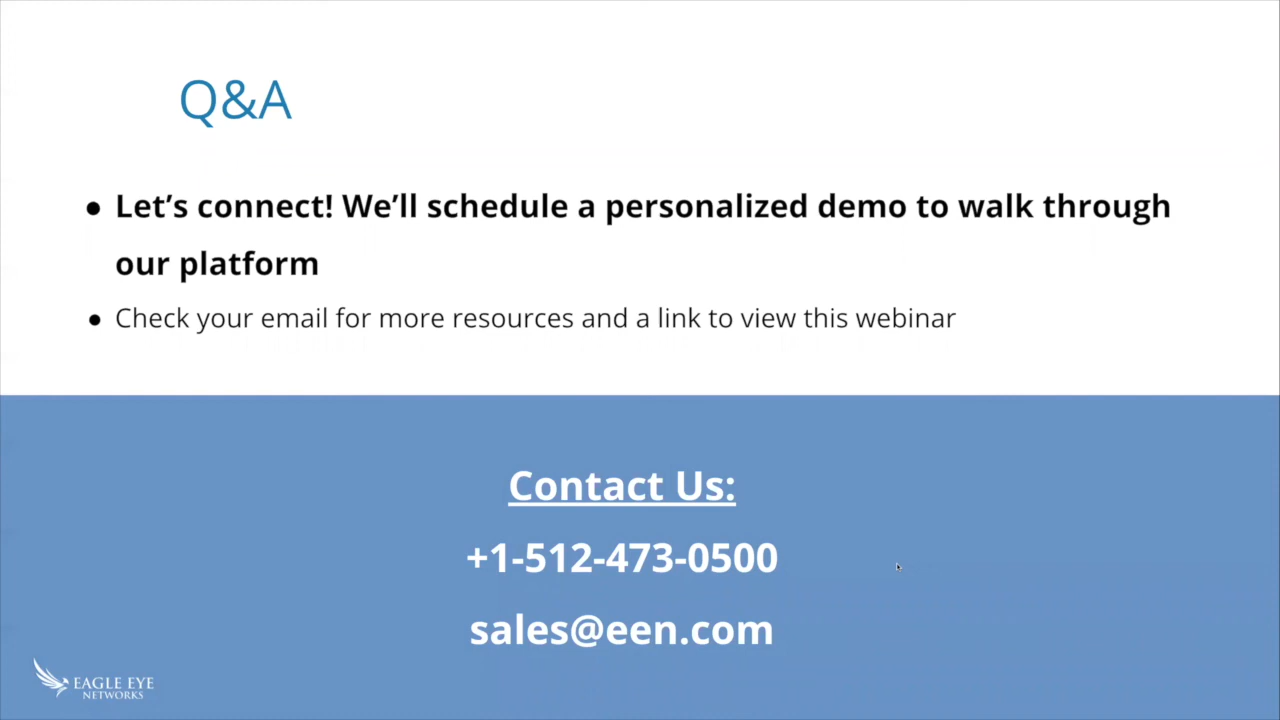 Q&A
● Let’s connect! We’ll schedule a personalized demo to walk through
our platform
● Check your email for more resources and a link to view this webinar
Contact Us:
+1-512-473-0500
sales@een.com
EAGLE EYE
NETWORKS